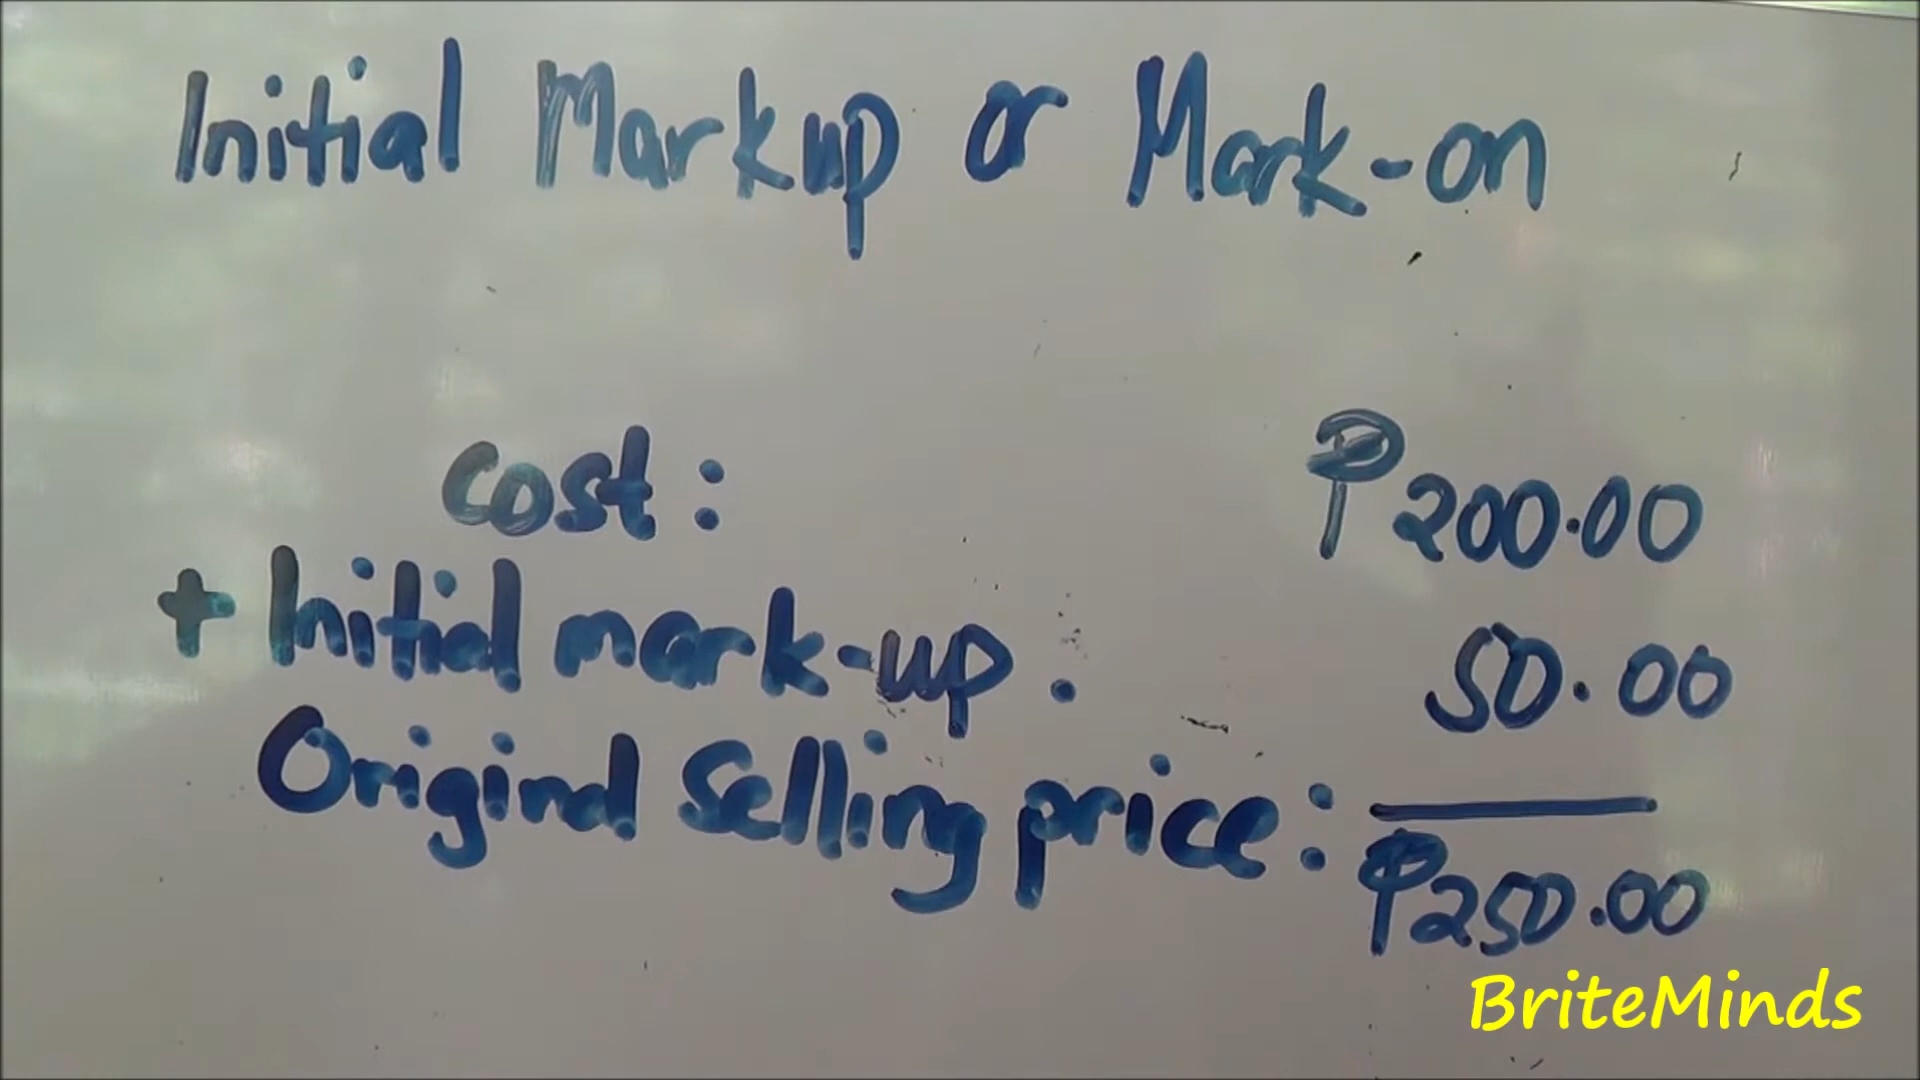 Initial Markup or Mark-on
cost: ₱200.00
+ Initial mark-up: 50.00
Original Selling price: ₱250.00
BriteMinds